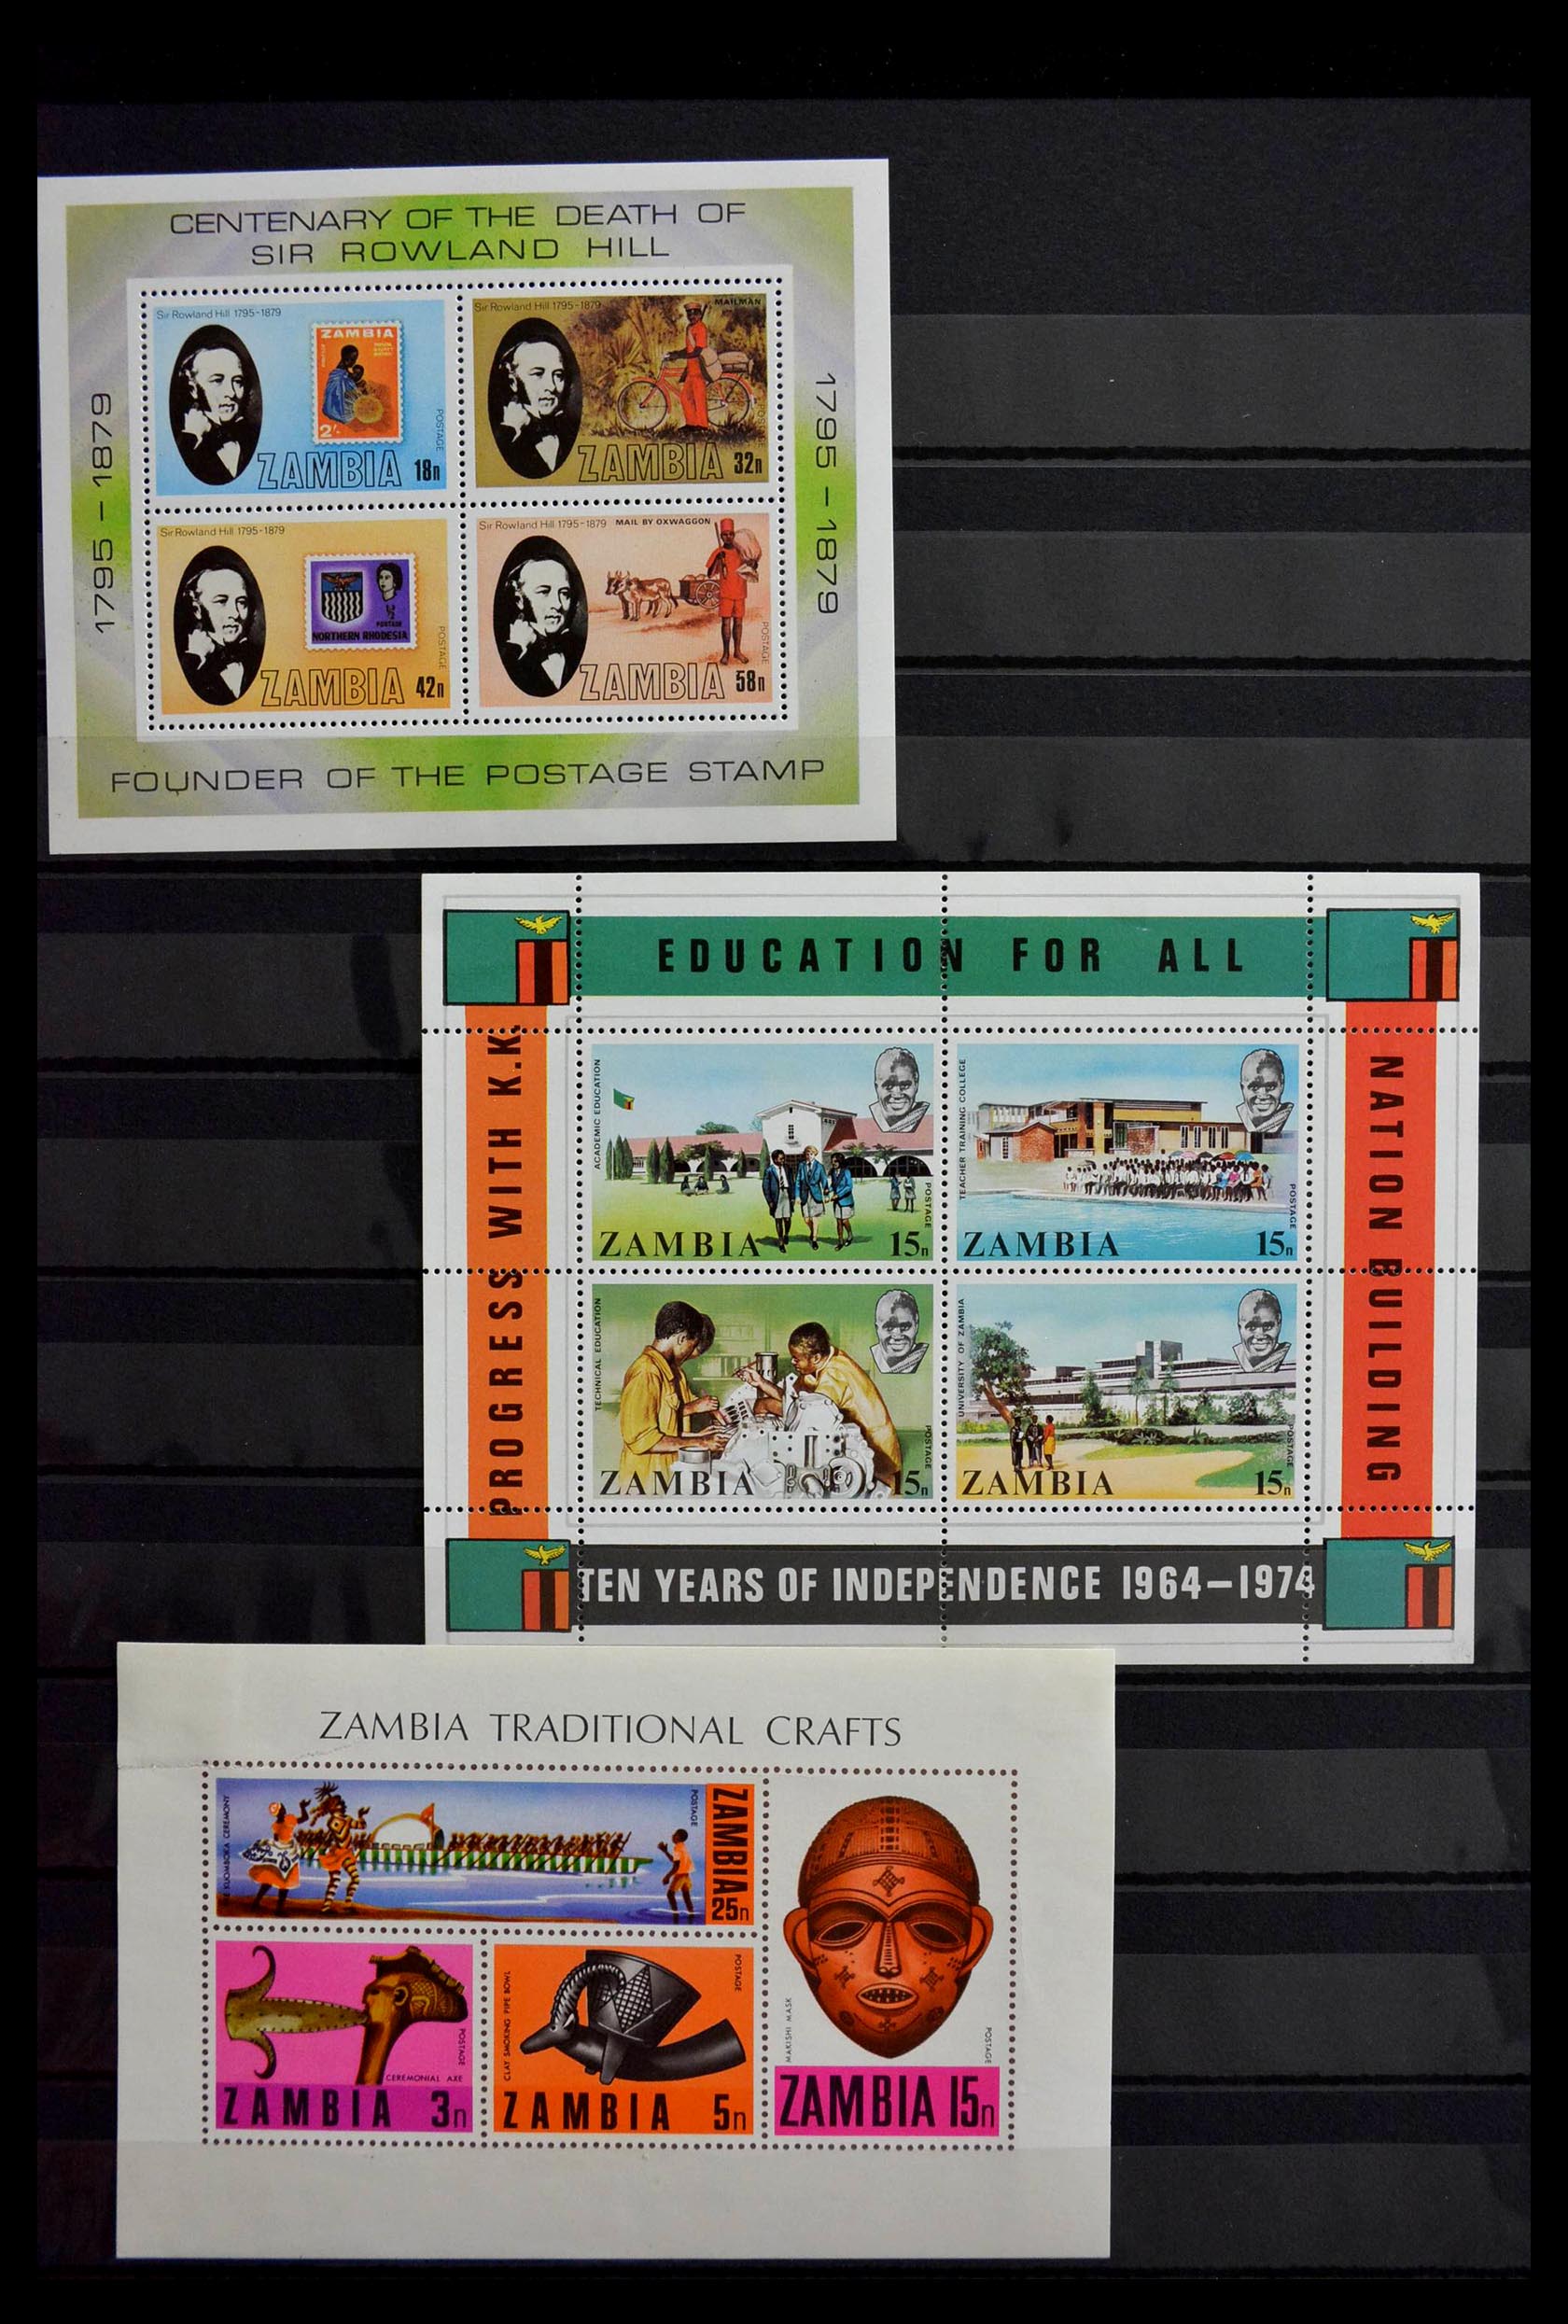 CENTENARY OF THE DEATH OF
SIR ROWLAND HILL
1795 - 1879
1795 - 1879
Sir Rowland Hill 1795-1879
ZAMBIA
2/-
POSTAGE
ZAMBIA 18n
Sir Rowland Hill 1795-1879
MAILMAN
POSTAGE
ZAMBIA 32n
Sir Rowland Hill 1795-1879
½
POSTAGE
NORTHERN RHODESIA
POSTAGE
ZAMBIA 42n
Sir Rowland Hill 1795-1879
MAIL BY OXWAGGON
POSTAGE
ZAMBIA 58n
FOUNDER OF THE POSTAGE STAMP
EDUCATION FOR ALL
PROGRESS WITH K.K.
NATION BUILDING
ACADEMIC EDUCATION
POSTAGE
ZAMBIA 15n
TEACHER TRAINING COLLEGE
POSTAGE
ZAMBIA 15n
TECHNICAL EDUCATION
POSTAGE
ZAMBIA 15n
UNIVERSITY OF ZAMBIA
POSTAGE
ZAMBIA 15n
TEN YEARS OF INDEPENDENCE 1964-1974
ZAMBIA TRADITIONAL CRAFTS
KUOMBOKA CEREMONY
POSTAGE
ZAMBIA 25n
CEREMONIAL AXE
POSTAGE
ZAMBIA 3n
CLAY SMOKING PIPE BOWL
POSTAGE
ZAMBIA 5n
MAKISHI MASK
POSTAGE
ZAMBIA 15n